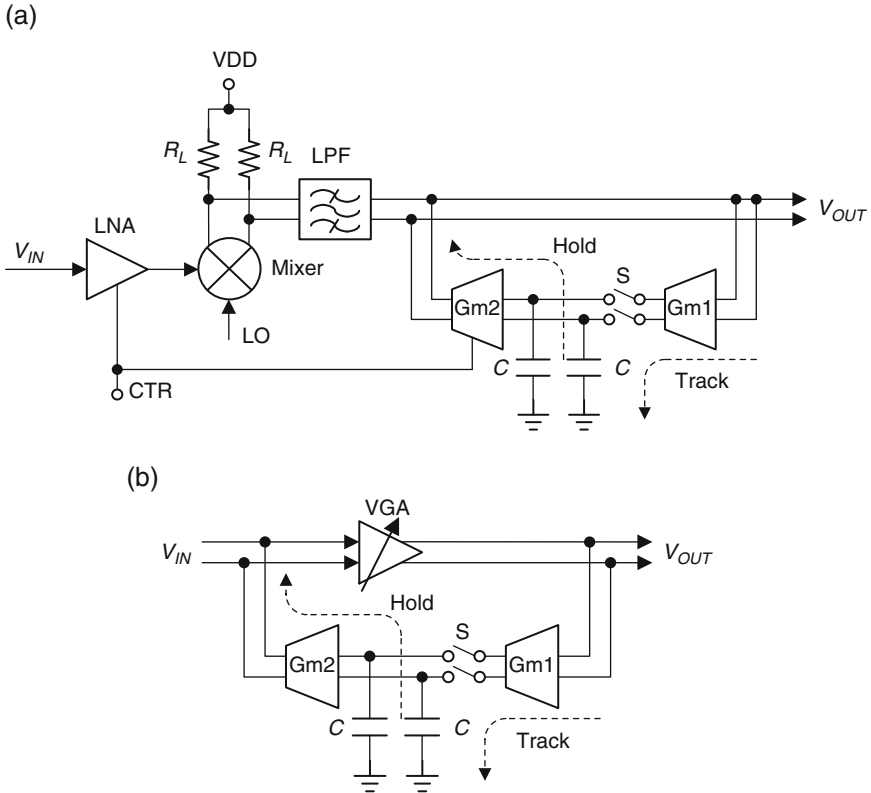 (a)
VDD
R_L R_L LPF
LNA
V_IN
V_OUT
Hold
Mixer
S
Gm2 Gm1
LO
C C
Track
CTR
(b)
VGA
V_IN V_OUT
Hold
S
Gm2 Gm1
C C
Track